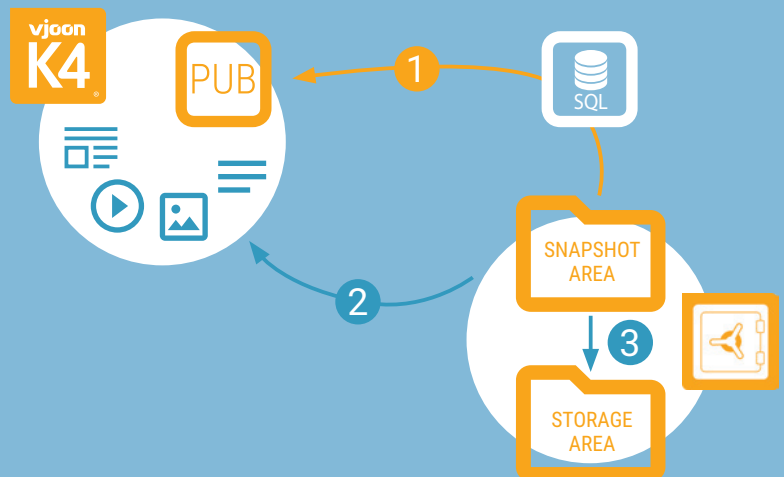 vjoon
K4
®
PUB
1
SQL
SNAPSHOT
AREA
2
3
STORAGE
AREA